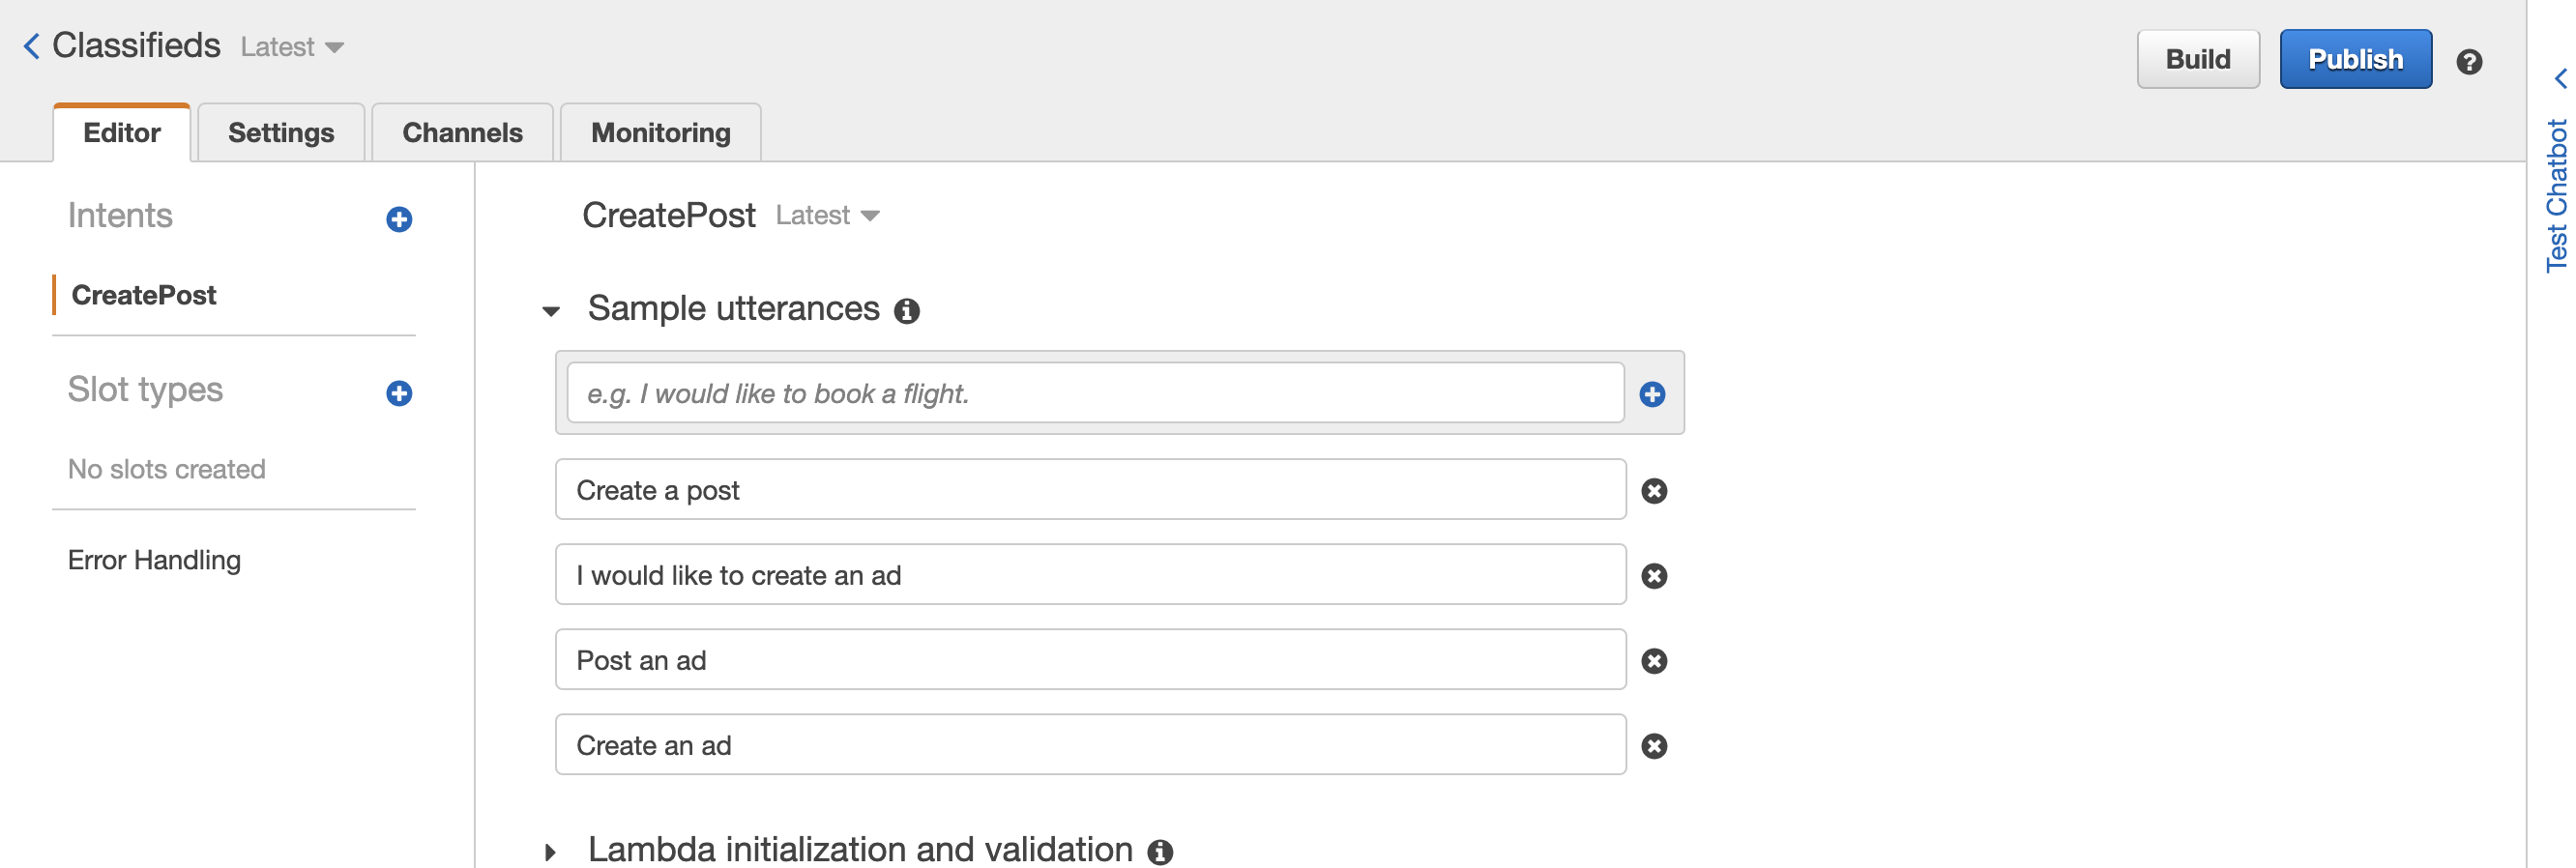 Classifieds Latest
Build
Publish
Editor
Settings
Channels
Monitoring
Test Chatbot
Intents
CreatePost
Slot types
No slots created
Error Handling
CreatePost Latest
Sample utterances
e.g. I would like to book a flight.
Create a post
I would like to create an ad
Post an ad
Create an ad
Lambda initialization and validation